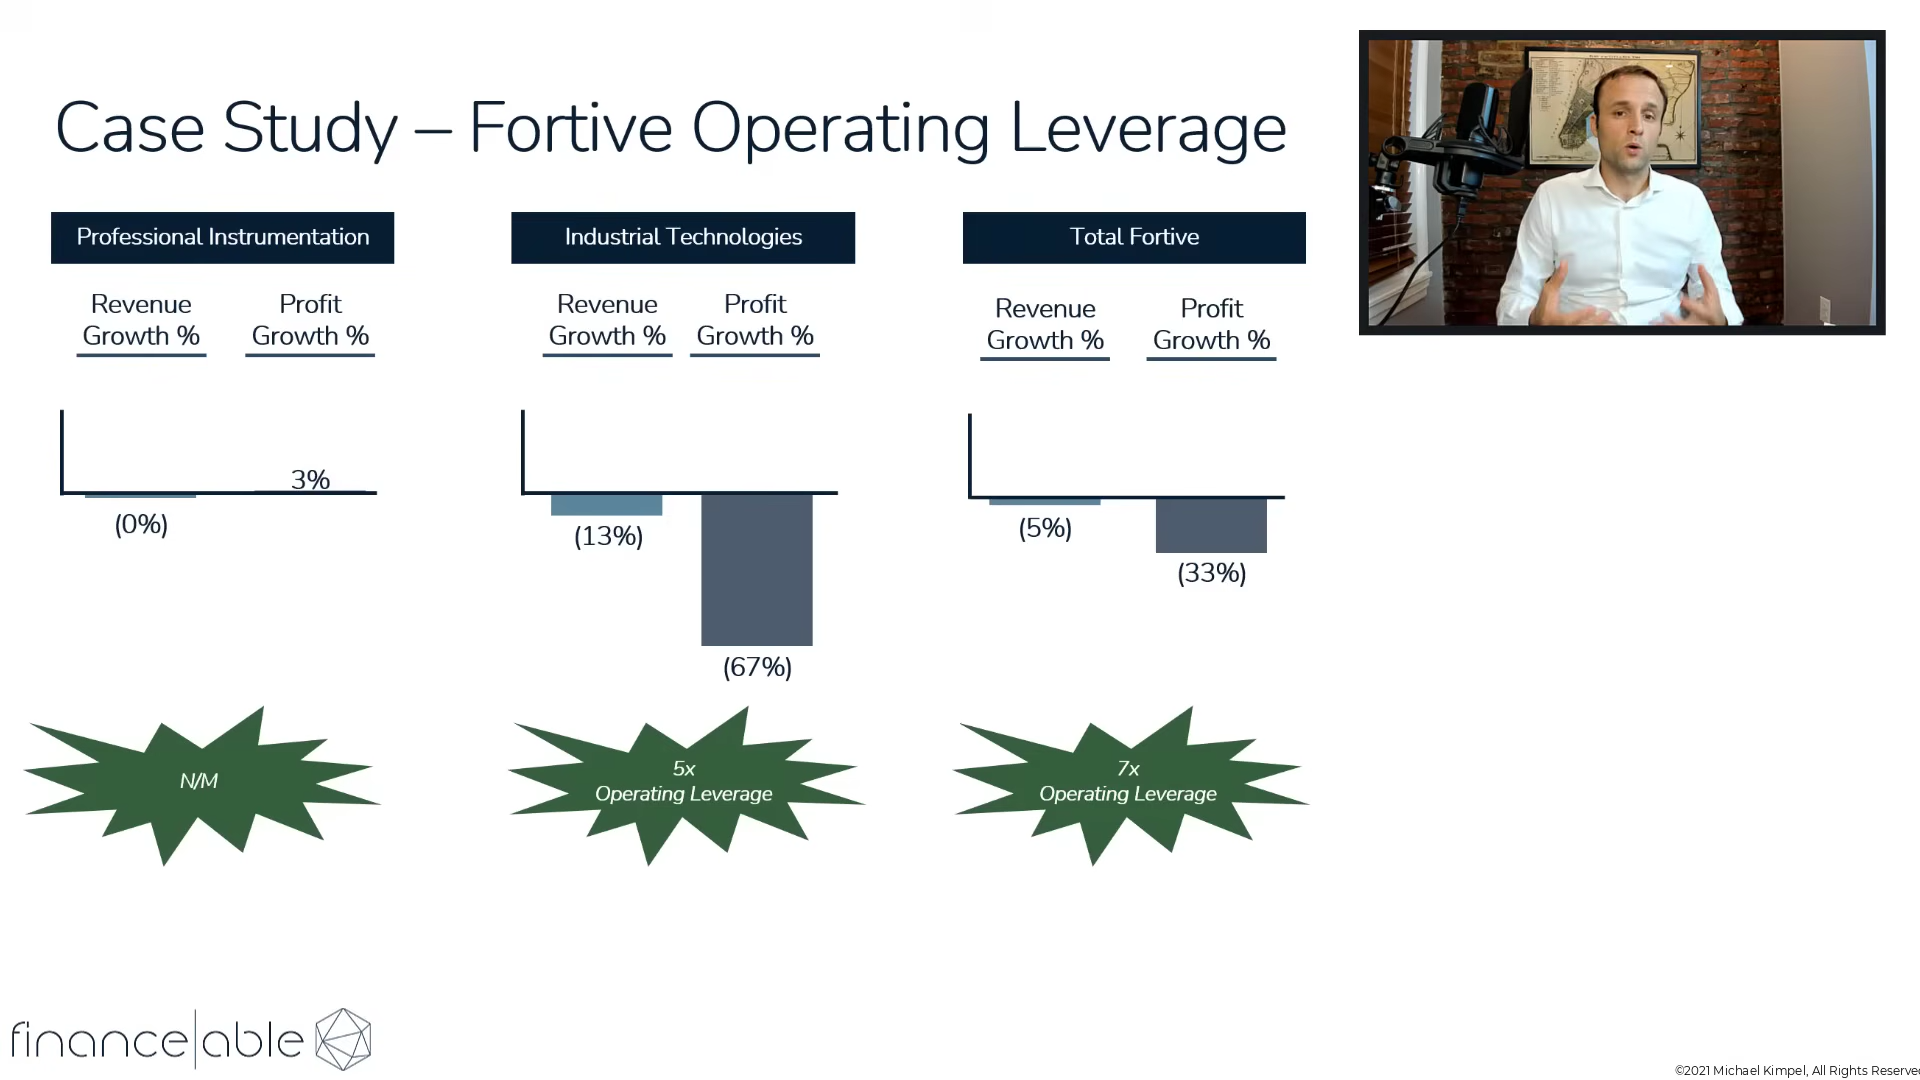 Case Study – Fortive Operating Leverage
Professional Instrumentation
Revenue Growth %
Profit Growth %
3%
(0%)
N/M
Industrial Technologies
Revenue Growth %
Profit Growth %
(13%)
(67%)
5x
Operating Leverage
Total Fortive
Revenue Growth %
Profit Growth %
(5%)
(33%)
7x
Operating Leverage
finance|able
©2021 Michael Kimpel, All Rights Reserve